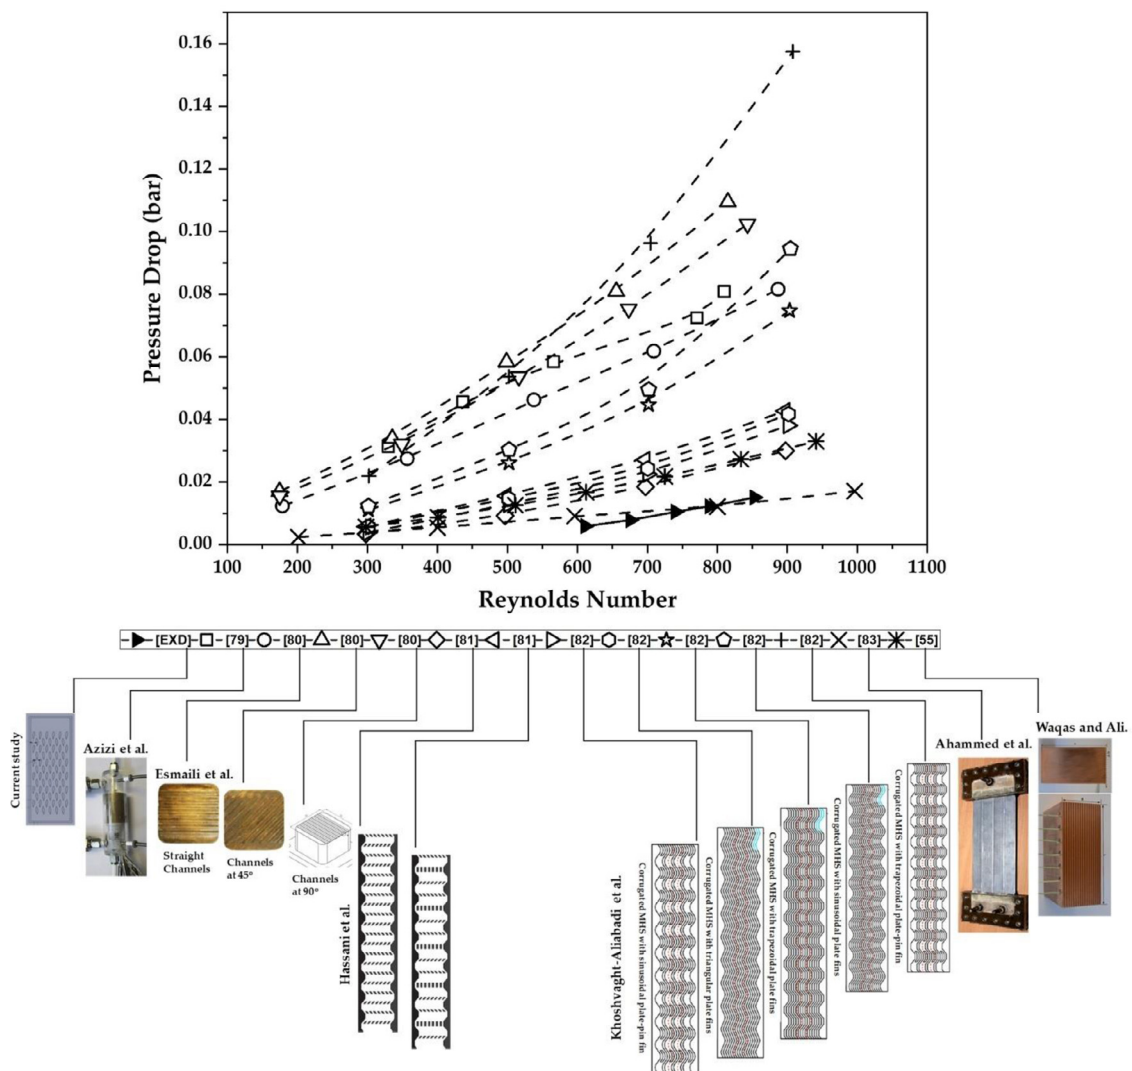 0.16
0.14
0.12
0.10
0.08
0.06
0.04
0.02
0.00
Pressure Drop (bar)
100 200 300 400 500 600 700 800 900 1000 1100
Reynolds Number
[EXD] [79] [80] [80] [80] [81] [81] [82] [82] [82] [82] [82] [83] [55]
Current study
Azizi et al.
Esmaili et al.
Straight
Channels
Channels
at 45°
Channels
at 90°
Hassani et al.
Khoshvaght-Aliabadi et al.
Corrugated MHS with sinusoidal plate-pin fin
Corrugated MHS with triangular plate fins
Corrugated MHS with trapezoidal plate fins
Corrugated MHS with sinusoidal plate fins
Corrugated MHS with trapezoidal plate-pin fin
Ahammed et al.
Waqas and Ali.